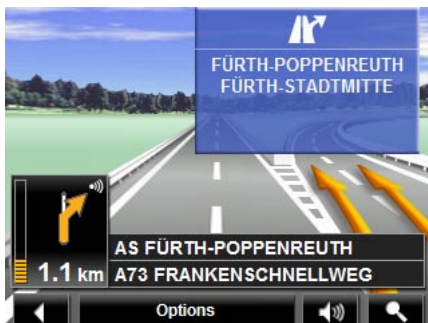 FÜRTH-POPPENREUTH
FÜRTH-STADTMITTE
AS FÜRTH-POPPENREUTH
1.1 km
A73 FRANKENSCHNELLWEG
Options